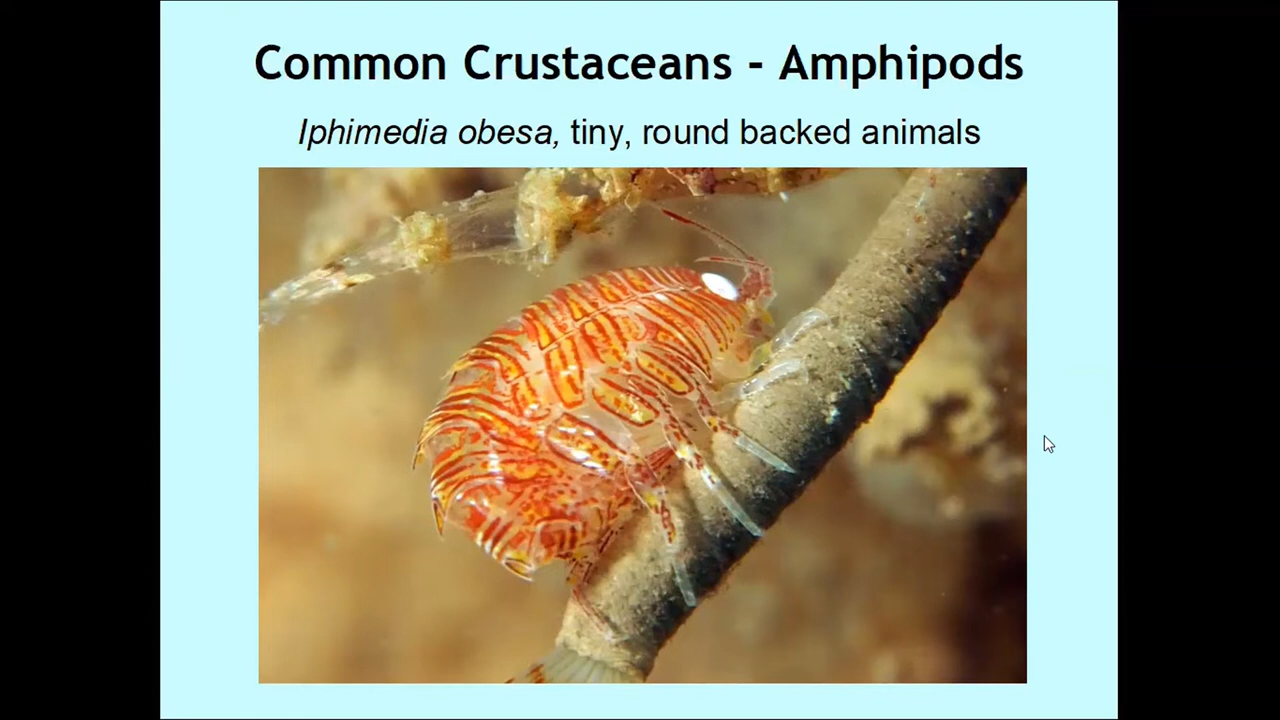 Common Crustaceans - Amphipods
Iphimedia obesa, tiny, round backed animals